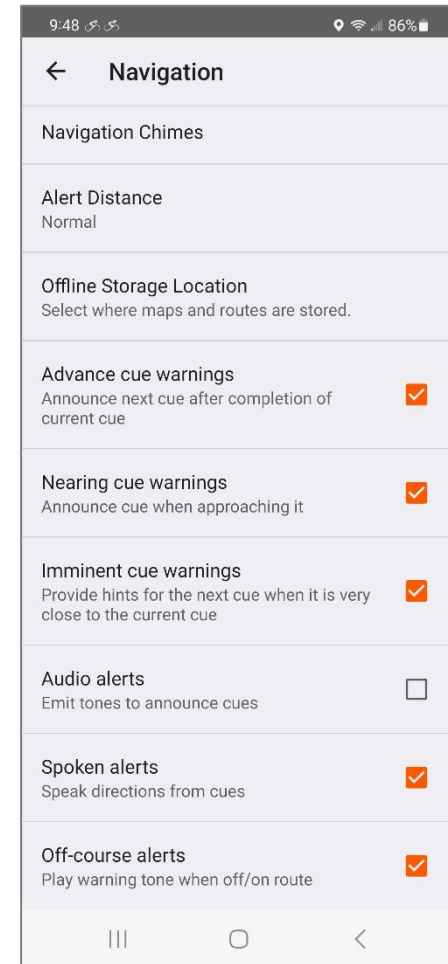 9:48 86%
Navigation
Navigation Chimes
Alert Distance
Normal
Offline Storage Location
Select where maps and routes are stored.
Advance cue warnings
Announce next cue after completion of
current cue
Nearing cue warnings
Announce cue when approaching it
Imminent cue warnings
Provide hints for the next cue when it is very
close to the current cue
Audio alerts
Emit tones to announce cues
Spoken alerts
Speak directions from cues
Off-course alerts
Play warning tone when off/on route